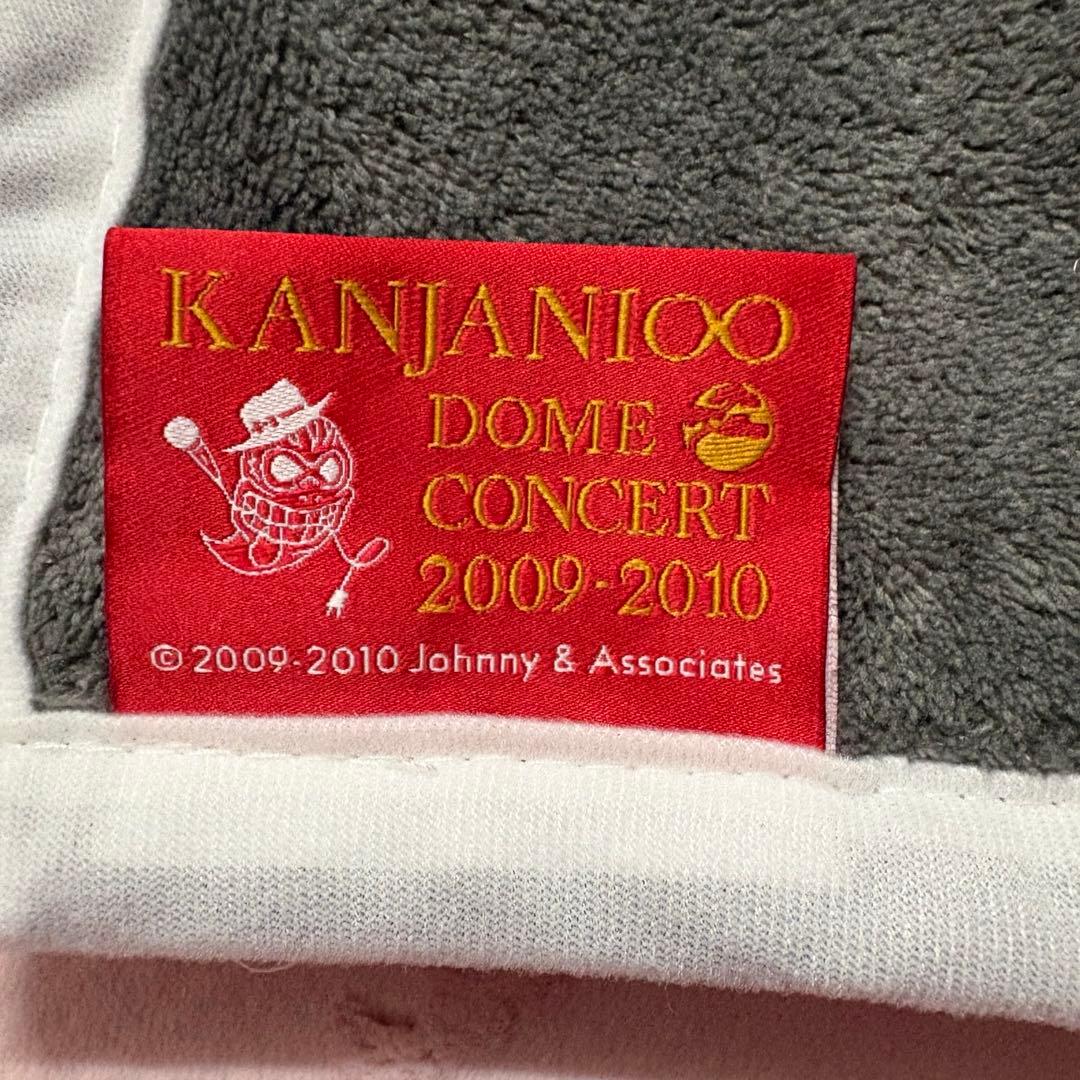 KANJANI∞
DOME
CONCERT
2009-2010
© 2009-2010 Johnny & Associates